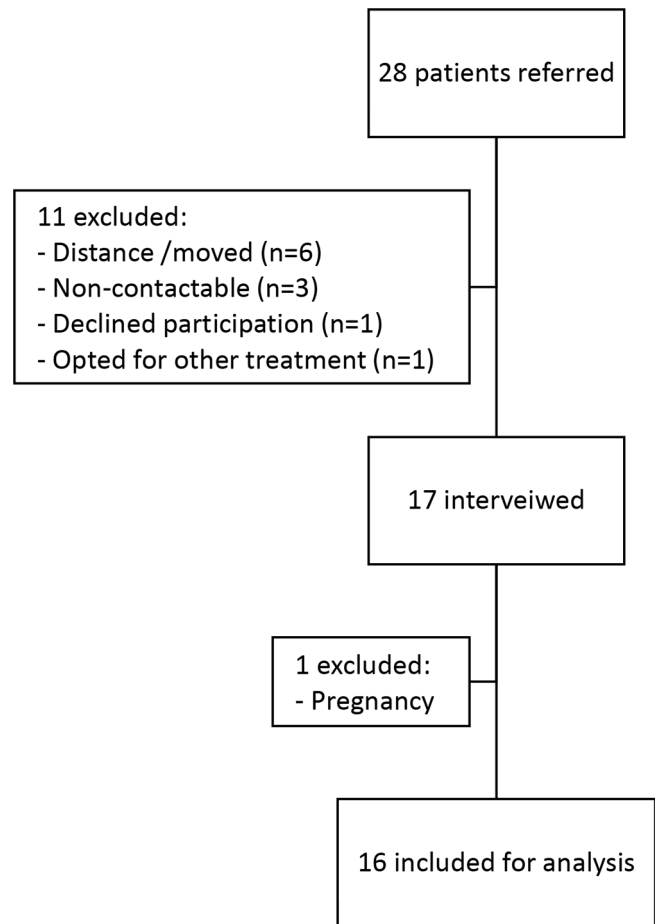 28 patients referred
11 excluded:
- Distance /moved (n=6)
- Non-contactable (n=3)
- Declined participation (n=1)
- Opted for other treatment (n=1)
17 interveiwed
1 excluded:
- Pregnancy
16 included for analysis